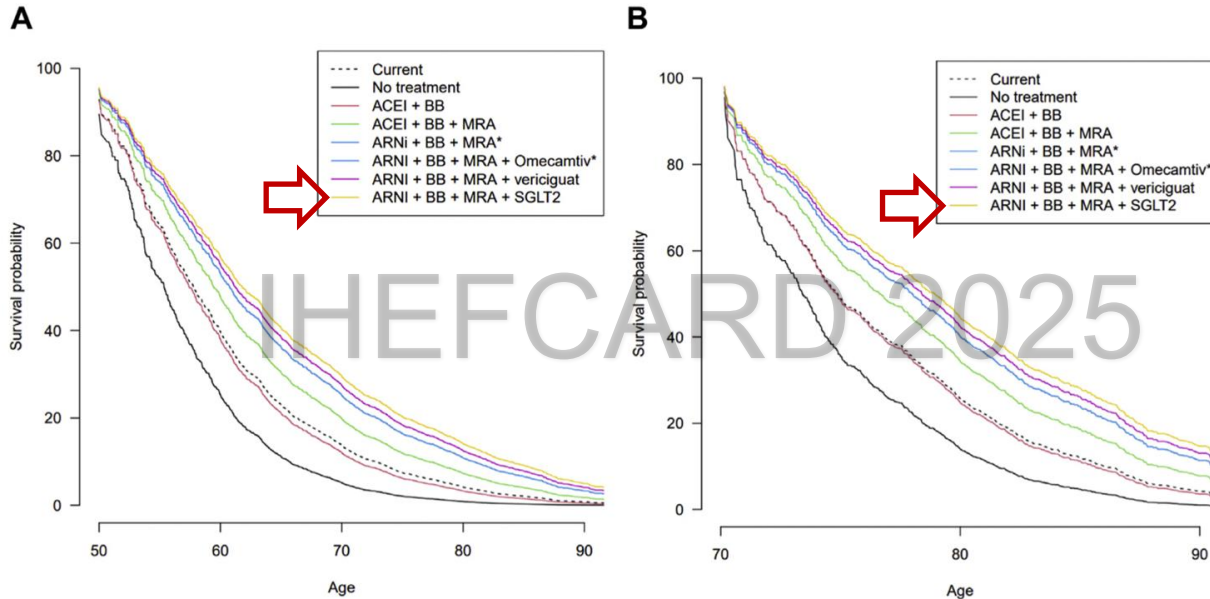 A
Survival probability
100
80
60
40
20
0
50 60 70 80 90
Age
Current
No treatment
ACEI + BB
ACEI + BB + MRA
ARNi + BB + MRA*
ARNI + BB + MRA + Omecamtiv*
ARNI + BB + MRA + vericiguat
ARNI + BB + MRA + SGLT2
B
Survival probability
100
80
60
40
20
0
70 80 90
Age
Current
No treatment
ACEI + BB
ACEI + BB + MRA
ARNi + BB + MRA*
ARNI + BB + MRA + Omecamtiv*
ARNI + BB + MRA + vericiguat
ARNI + BB + MRA + SGLT2
IHEFCARD 2025